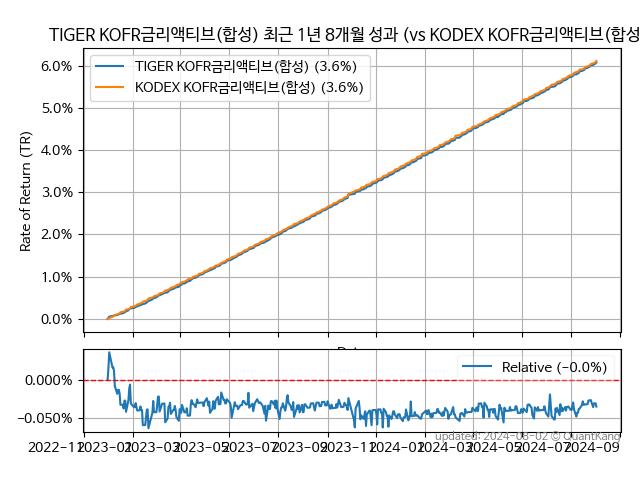 TIGER KOFR금리액티브(합성) 최근 1년 8개월 성과 (vs KODEX KOFR금리액티브(합성
TIGER KOFR금리액티브(합성) (3.6%)
KODEX KOFR금리액티브(합성) (3.6%)
6.0%
5.0%
4.0%
3.0%
2.0%
1.0%
0.0%
Rate of Return (TR)
Relative (-0.0%)
0.000%
-0.050%
updated: 2024-08-02 © QuantKang
2022-11 2023-01 2023-03 2023-05 2023-07 2023-09 2023-11 2024-01 2024-03 2024-05 2024-07 2024-09